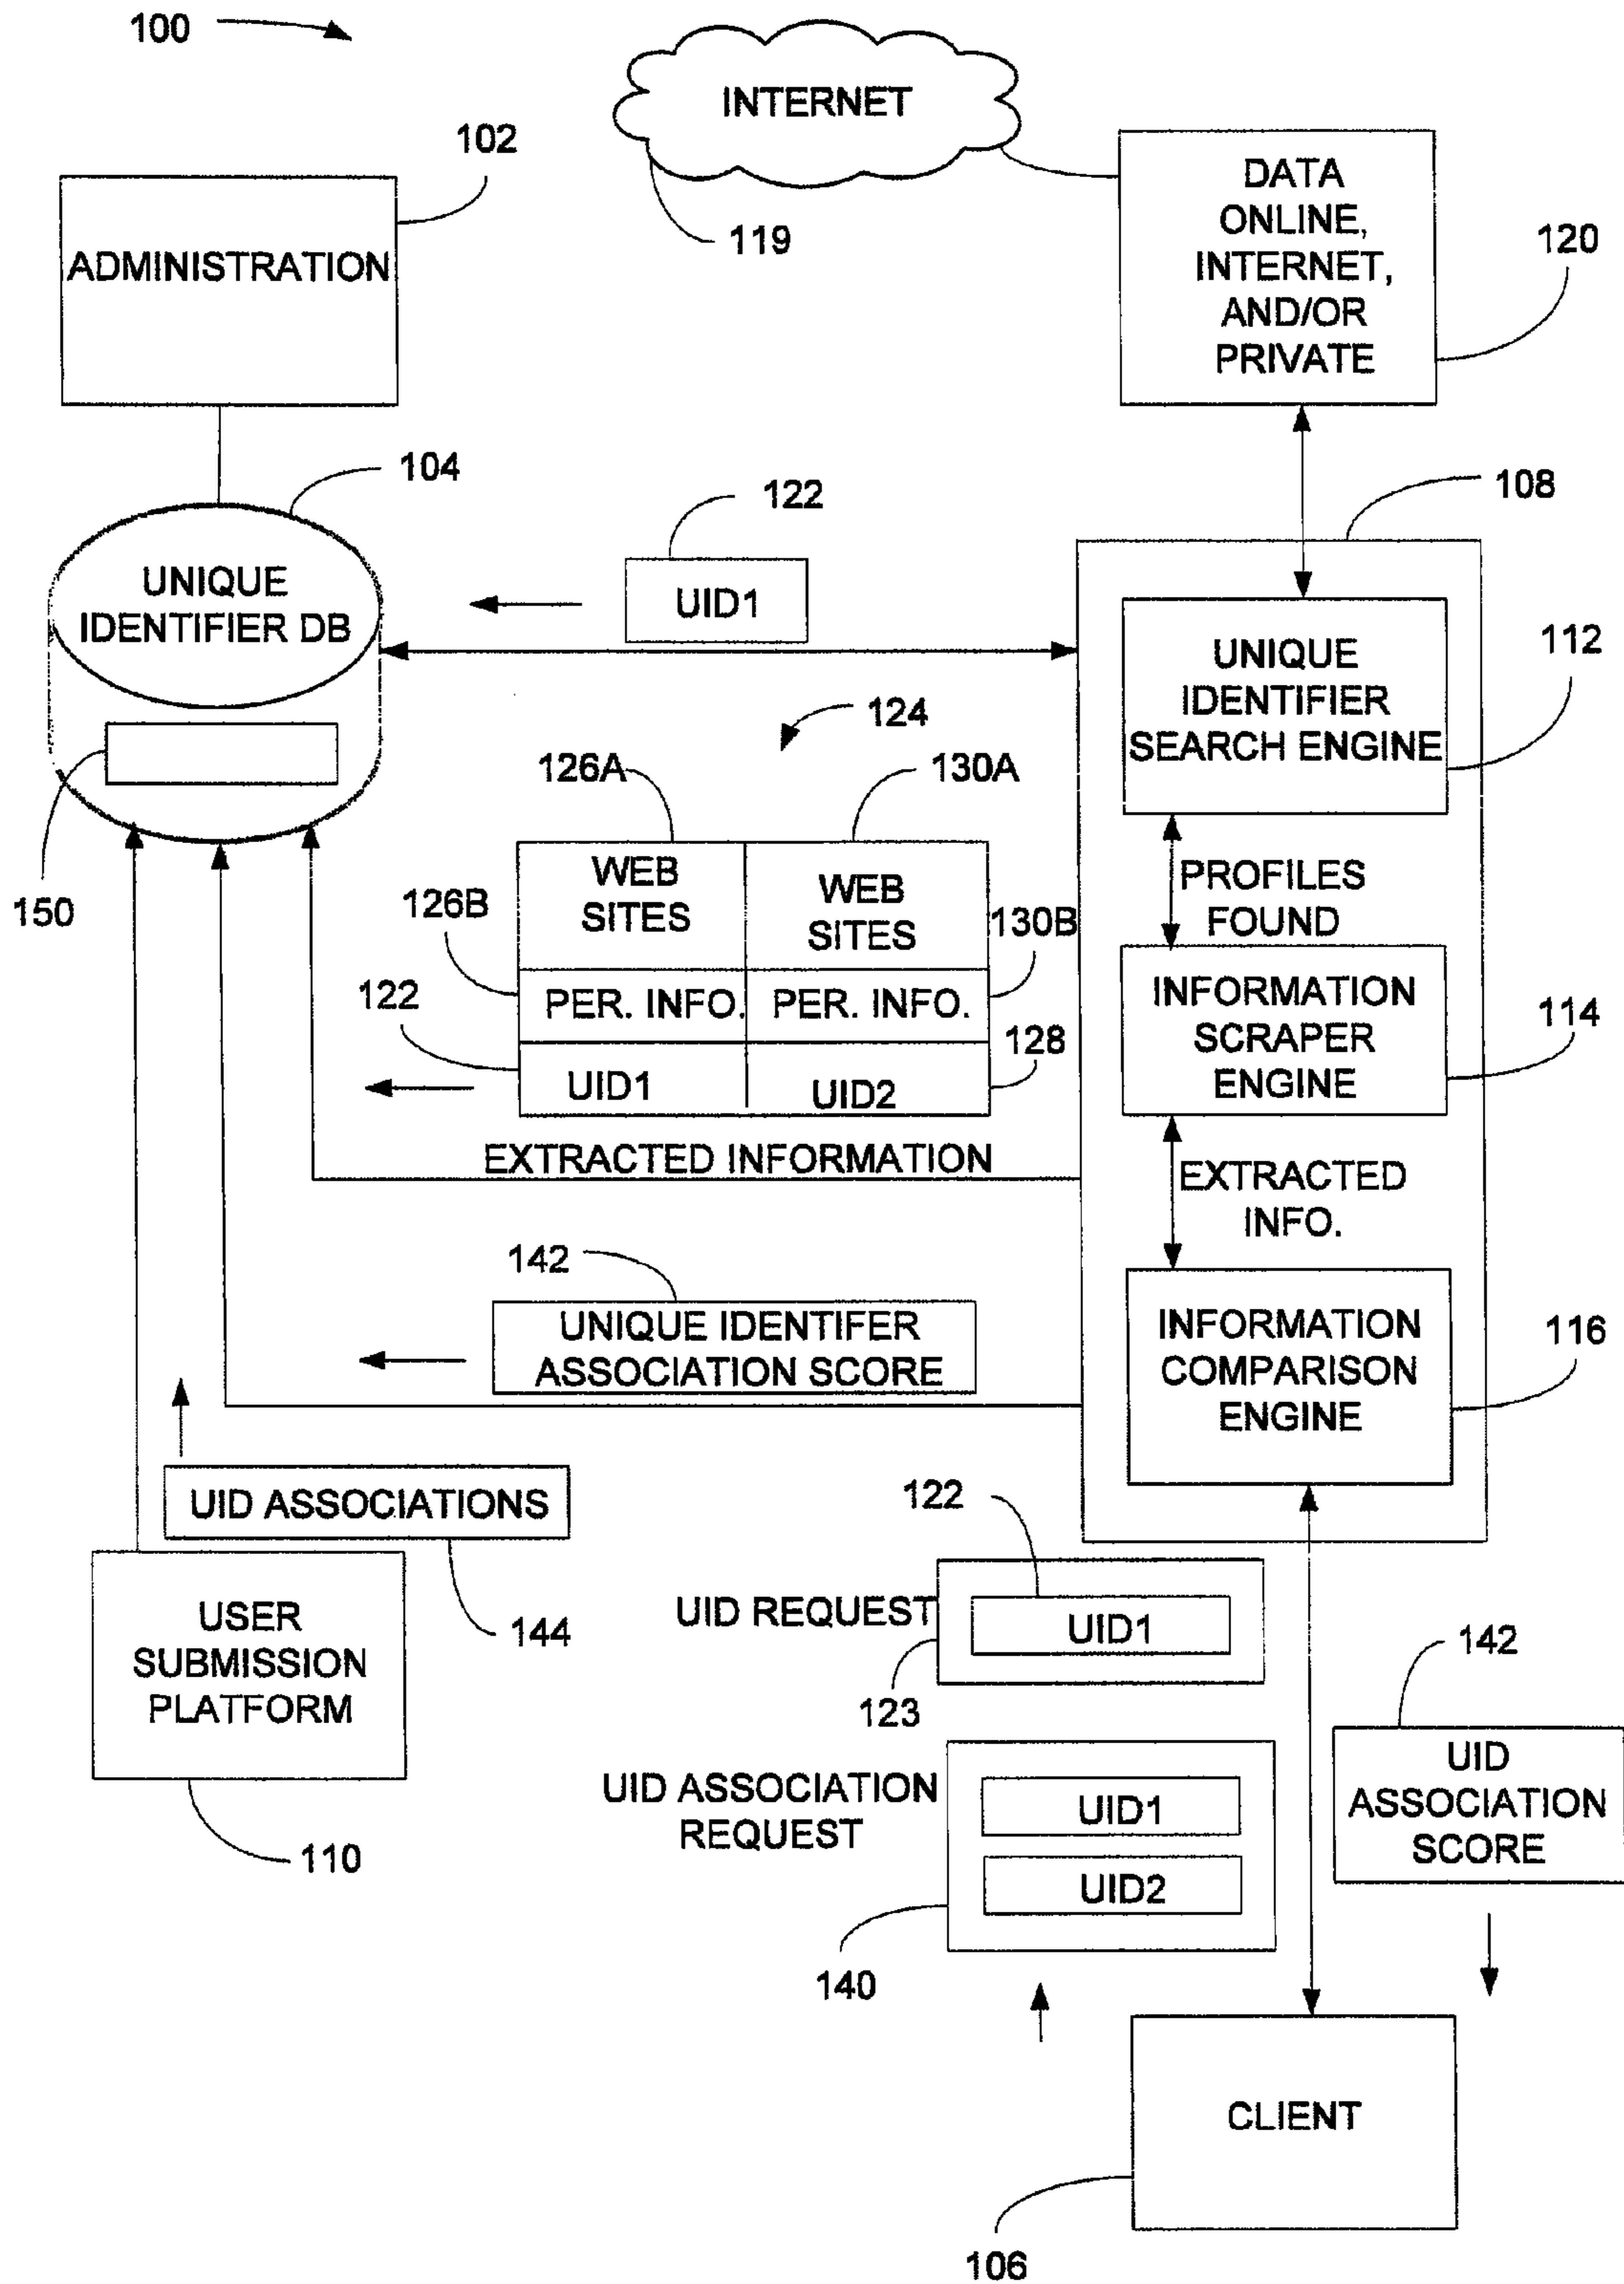 100
INTERNET
119
102
ADMINISTRATION
DATA
ONLINE,
INTERNET,
AND/OR
PRIVATE
120
104
UNIQUE
IDENTIFIER DB
150
122
UID1
108
UNIQUE
IDENTIFIER
SEARCH ENGINE
112
PROFILES
FOUND
INFORMATION
SCRAPER
ENGINE
114
EXTRACTED
INFO.
INFORMATION
COMPARISON
ENGINE
116
124
126A
130A
WEB
SITES
WEB
SITES
126B
130B
PER. INFO.
PER. INFO.
122
128
UID1
UID2
EXTRACTED INFORMATION
142
UNIQUE IDENTIFER
ASSOCIATION SCORE
UID ASSOCIATIONS
144
USER
SUBMISSION
PLATFORM
110
122
UID REQUEST
UID1
123
UID ASSOCIATION
REQUEST
UID1
UID2
140
142
UID
ASSOCIATION
SCORE
CLIENT
106